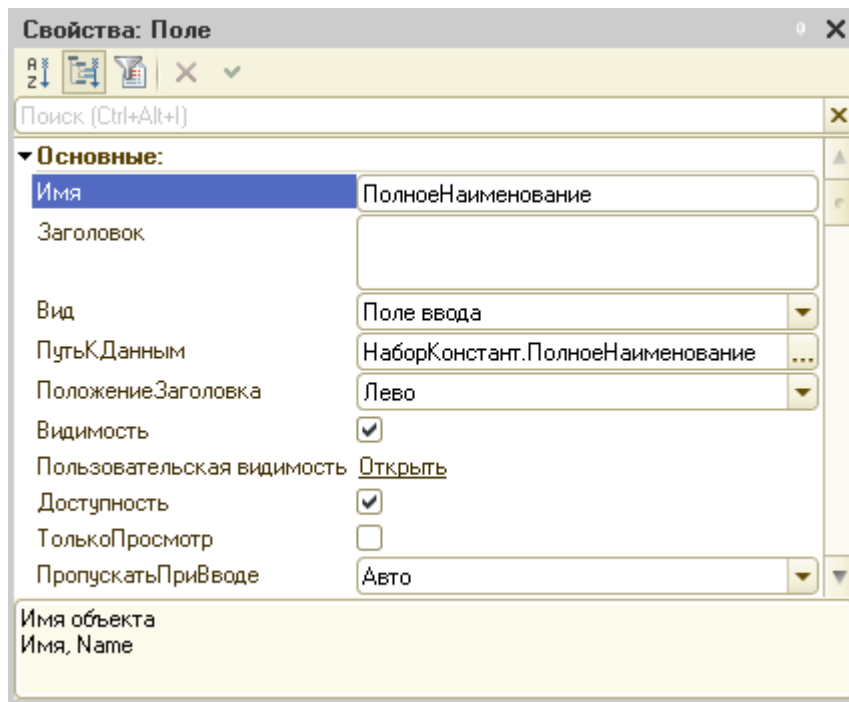 Свойства: Поле
Поиск (Ctrl+Alt+I)
Основные:
Имя ПолноеНаименование
Заголовок
Вид Поле ввода
ПутьКДанным НаборКонстант.ПолноеНаименование ...
ПоложениеЗаголовка Лево
Видимость
Пользовательская видимость Открыть
Доступность
ТолькоПросмотр
ПропускатьПриВводе Авто
Имя объекта
Имя, Name